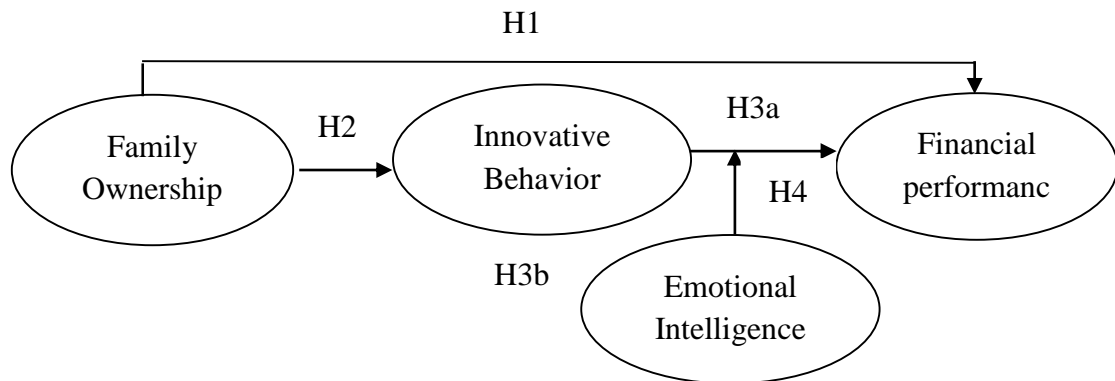 H1
Family
Ownership
H2
Innovative
Behavior
H3a
Financial
performanc
H4
H3b
Emotional
Intelligence